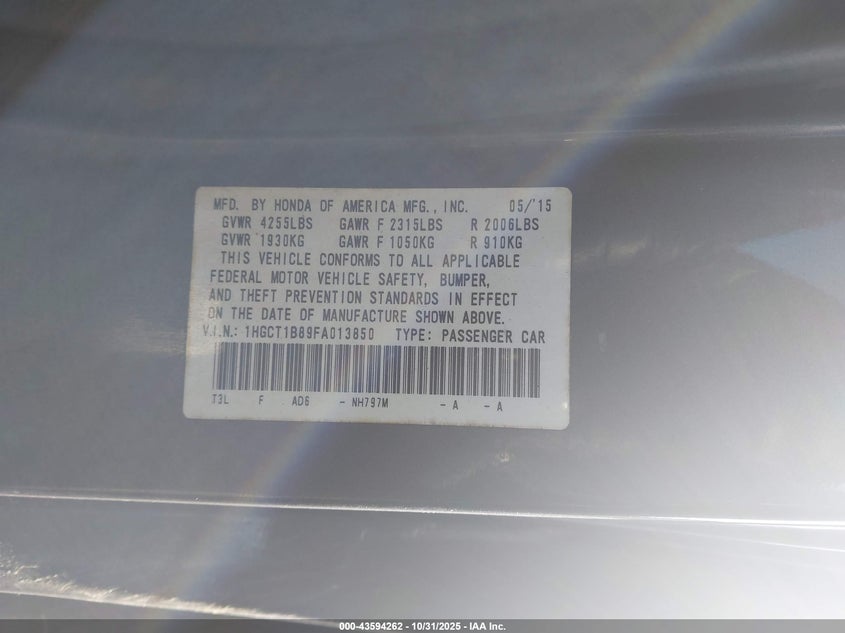 MFD. BY HONDA OF AMERICA MFG., INC. 05/'15
GVWR 4255LBS GAWR F 2315LBS R 2006LBS
GVWR 1930KG GAWR F 1050KG R 910KG
THIS VEHICLE CONFORMS TO ALL APPLICABLE
FEDERAL MOTOR VEHICLE SAFETY, BUMPER,
AND THEFT PREVENTION STANDARDS IN EFFECT
ON THE DATE OF MANUFACTURE SHOWN ABOVE.
V.I.N.: 1HGCT1B89FA013850 TYPE: PASSENGER CAR
T3L F AD6 - NH797M - A - A
000-43594262 - 10/31/2025 - IAA Inc.